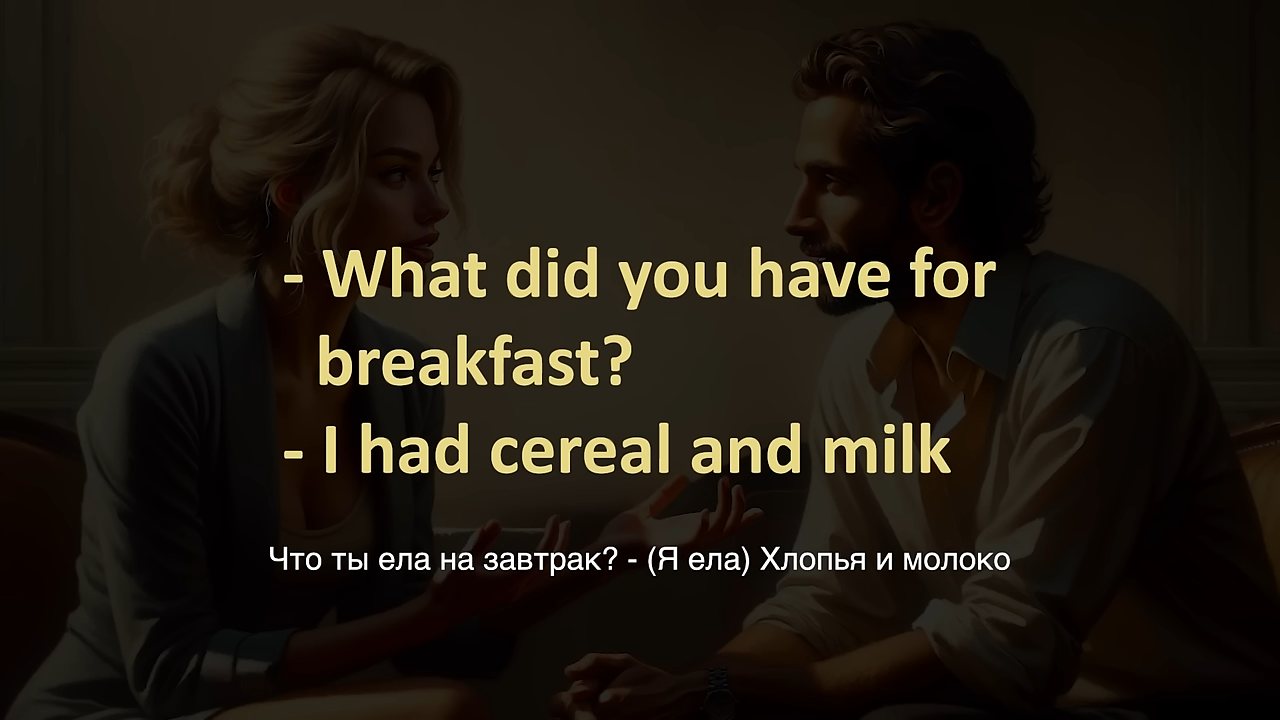 - What did you have for
breakfast?
- I had cereal and milk
Что ты ела на завтрак? - (Я ела) Хлопья и молоко